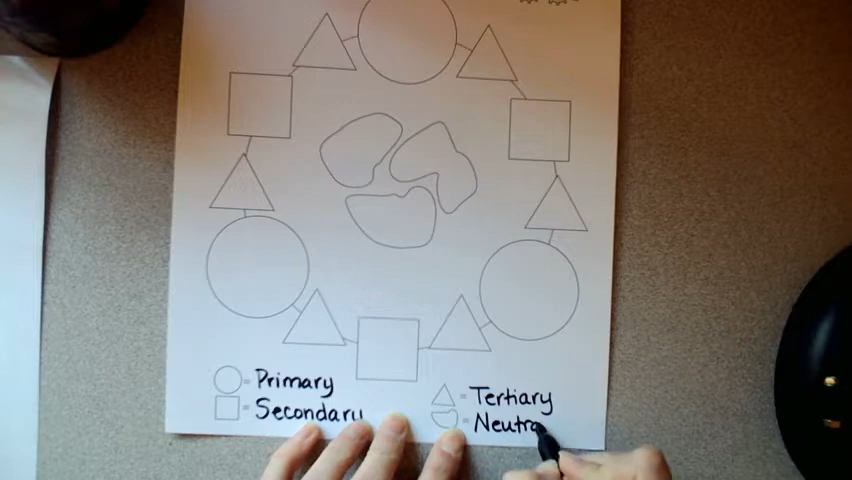 = Primary
= Secondary
= Tertiary
= Neutra